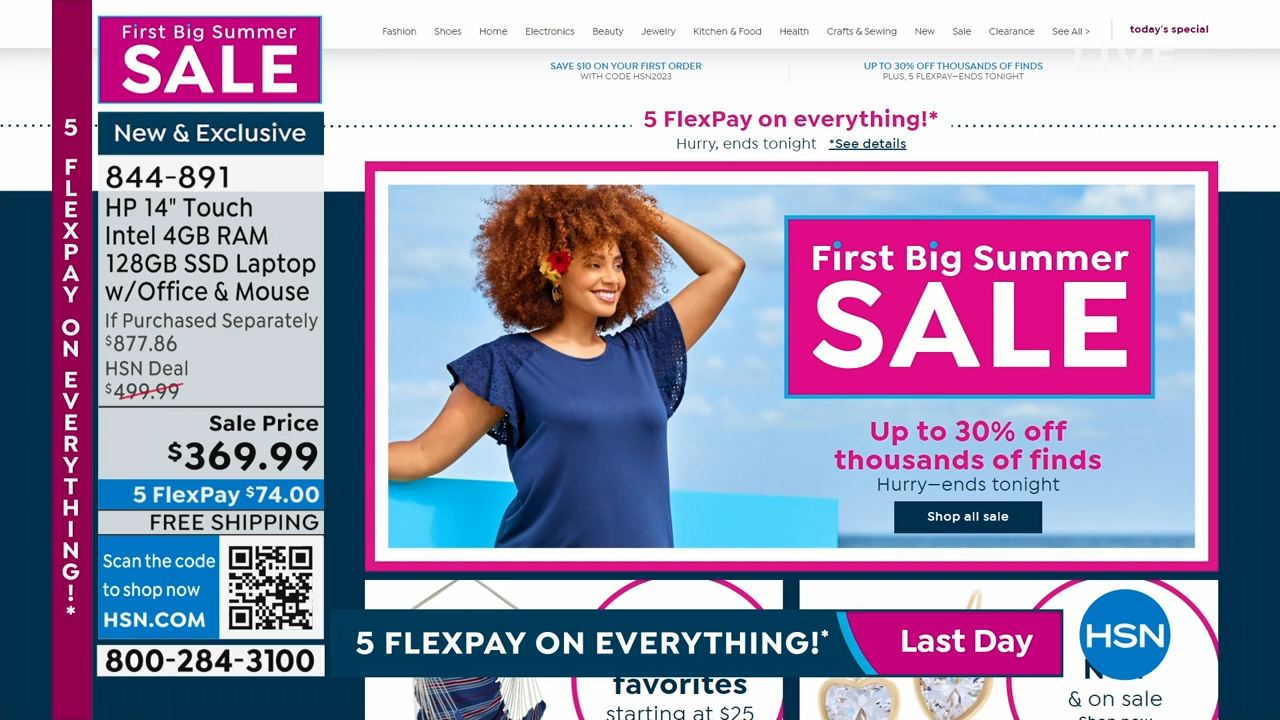 First Big Summer
SALE
5 FLEXPAY ON EVERYTHING!*
New & Exclusive
844-891
HP 14" Touch
Intel 4GB RAM
128GB SSD Laptop
w/Office & Mouse
If Purchased Separately
$877.86
HSN Deal
$499.99
Sale Price
$369.99
5 FlexPay $74.00
FREE SHIPPING
Scan the code
to shop now
HSN.COM
800-284-3100
Fashion Shoes Home Electronics Beauty Jewelry Kitchen & Food Health Crafts & Sewing New Sale Clearance See All > today's special
LIVE
SAVE $10 ON YOUR FIRST ORDER
WITH CODE HSN2023
UP TO 30% OFF THOUSANDS OF FINDS
PLUS, 5 FLEXPAY—ENDS TONIGHT
5 FlexPay on everything!*
Hurry, ends tonight *See details
First Big Summer
SALE
Up to 30% off
thousands of finds
Hurry—ends tonight
Shop all sale
5 FLEXPAY ON EVERYTHING!* Last Day
HSN
favorites
starting at $25
& on sale
Shop now